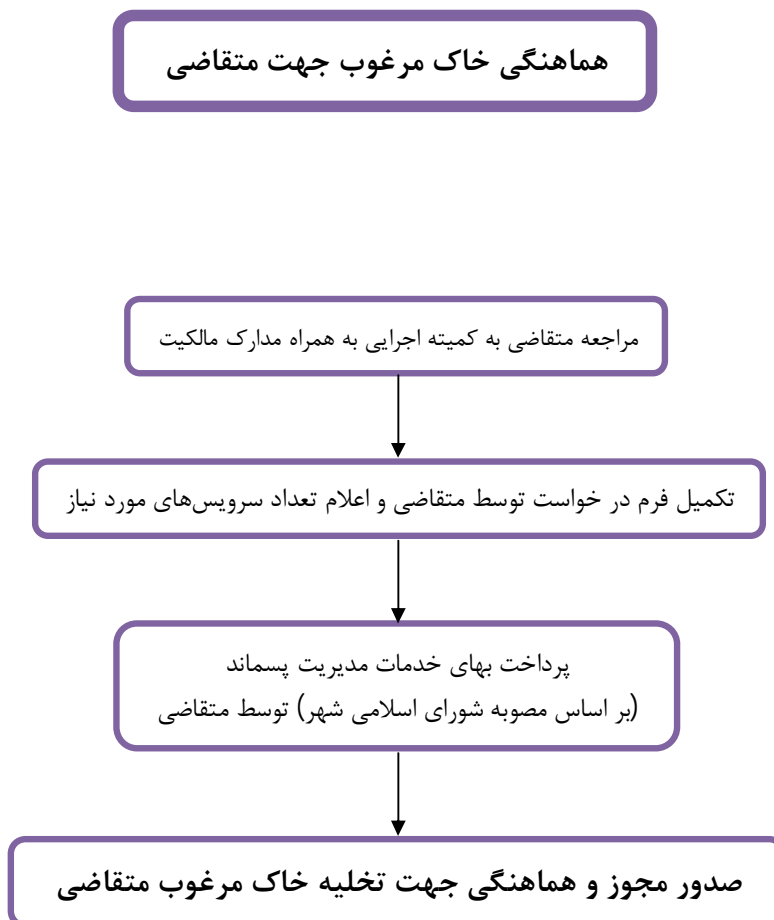 هماهنگی خاک مرغوب جهت متقاضی
مراجعه متقاضی به کمیته اجرایی به همراه مدارک مالکیت
تکمیل فرم در خواست توسط متقاضی و اعلام تعداد سرویس‌های مورد نیاز
پرداخت بهای خدمات مدیریت پسماند
(بر اساس مصوبه شورای اسلامی شهر) توسط متقاضی
صدور مجوز و هماهنگی جهت تخلیه خاک مرغوب متقاضی